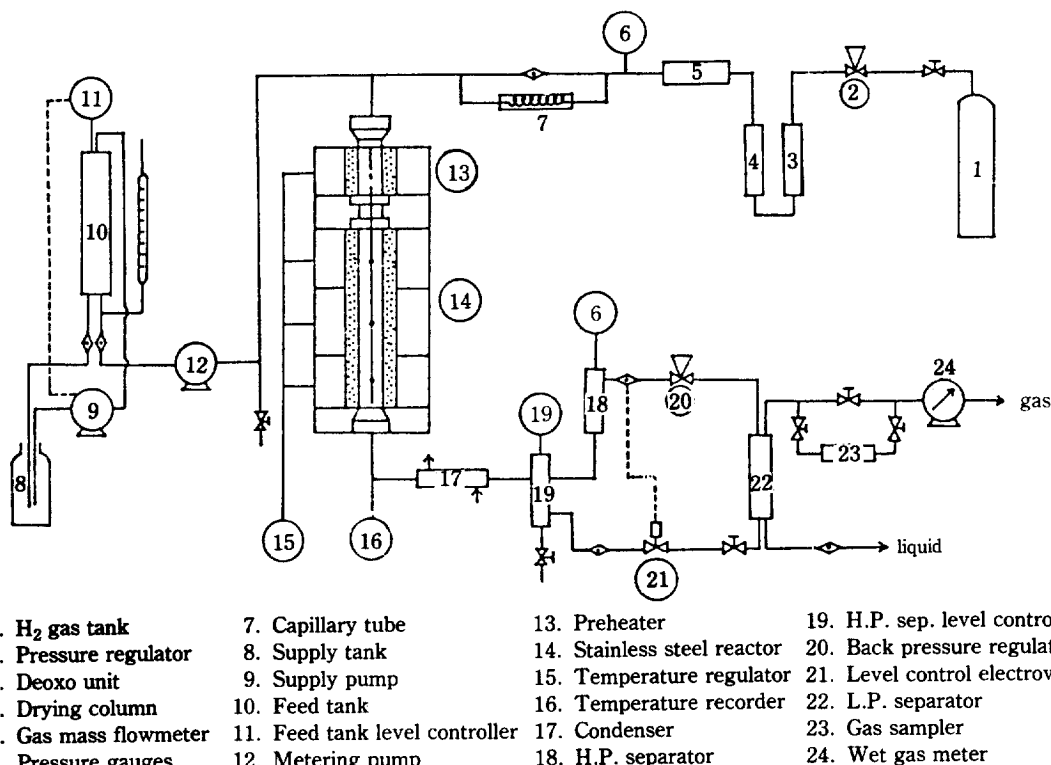 6
11
5
2
7
4
3
1
13
10
14
6
12
24
20
gas
9
19
18
23
8
17
19
22
15
16
liquid
21
. H₂ gas tank
. Pressure regulator
. Deoxo unit
. Drying column
. Gas mass flowmeter
Pressure gauges
7. Capillary tube
8. Supply tank
9. Supply pump
10. Feed tank
11. Feed tank level controller
12. Metering pump
13. Preheater
14. Stainless steel reactor
15. Temperature regulator
16. Temperature recorder
17. Condenser
18. H.P. separator
19. H.P. sep. level contro
20. Back pressure regulat
21. Level control electrov
22. L.P. separator
23. Gas sampler
24. Wet gas meter